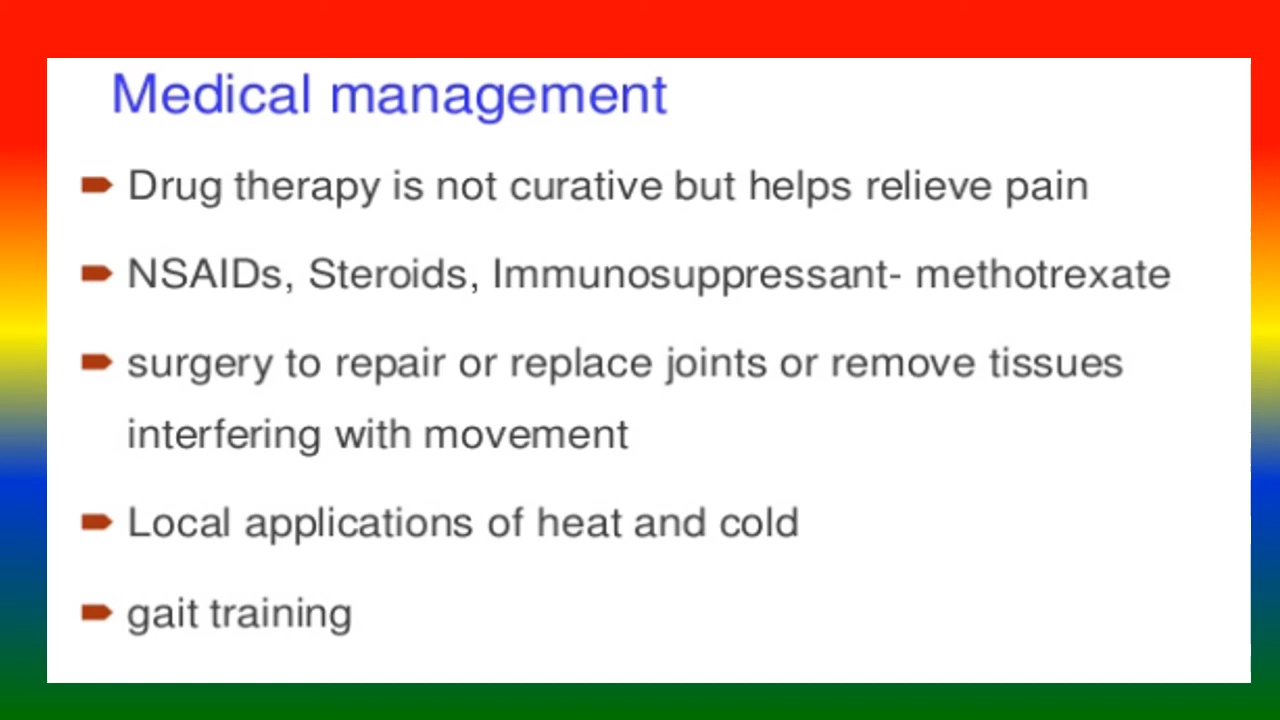 Medical management
Drug therapy is not curative but helps relieve pain
NSAIDs, Steroids, Immunosuppressant- methotrexate
surgery to repair or replace joints or remove tissues
interfering with movement
Local applications of heat and cold
gait training